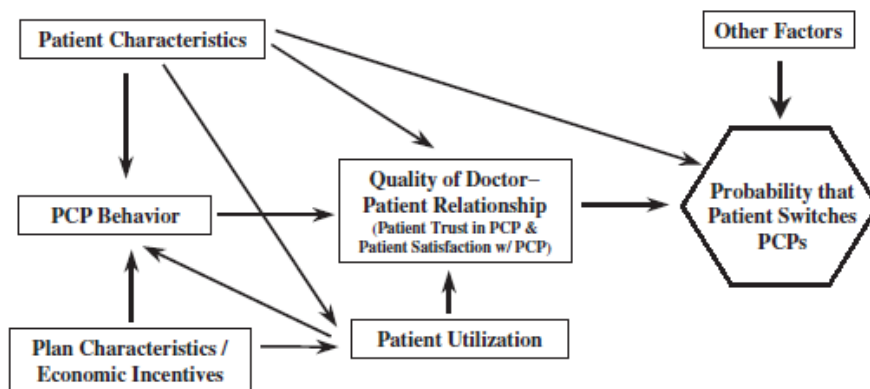 Patient Characteristics
Other Factors
PCP Behavior
Quality of Doctor–
Patient Relationship
(Patient Trust in PCP &
Patient Satisfaction w/ PCP)
Probability that
Patient Switches
PCPs
Plan Characteristics /
Economic Incentives
Patient Utilization